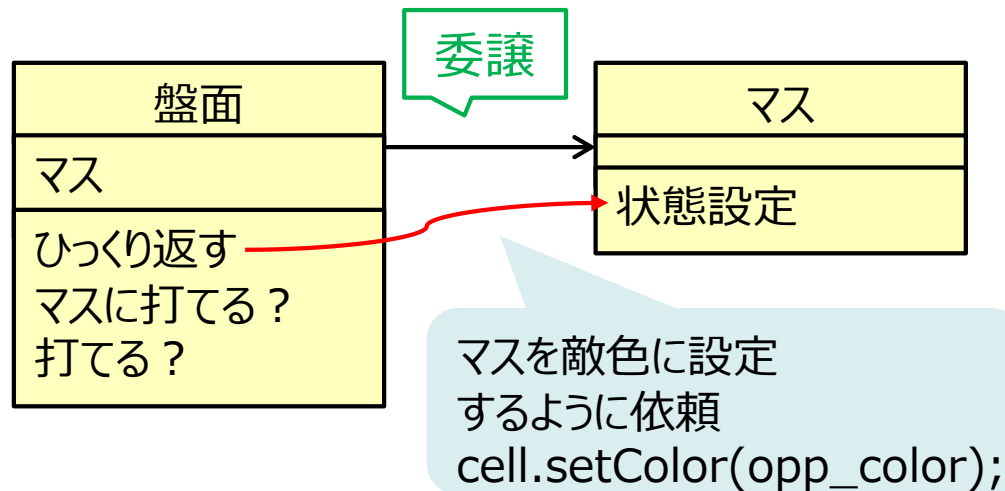 委譲
盤面
マス
ひっくり返す
マスに打てる？
打てる？
マス
状態設定
マスを敵色に設定
するように依頼
cell.setColor(opp_color);